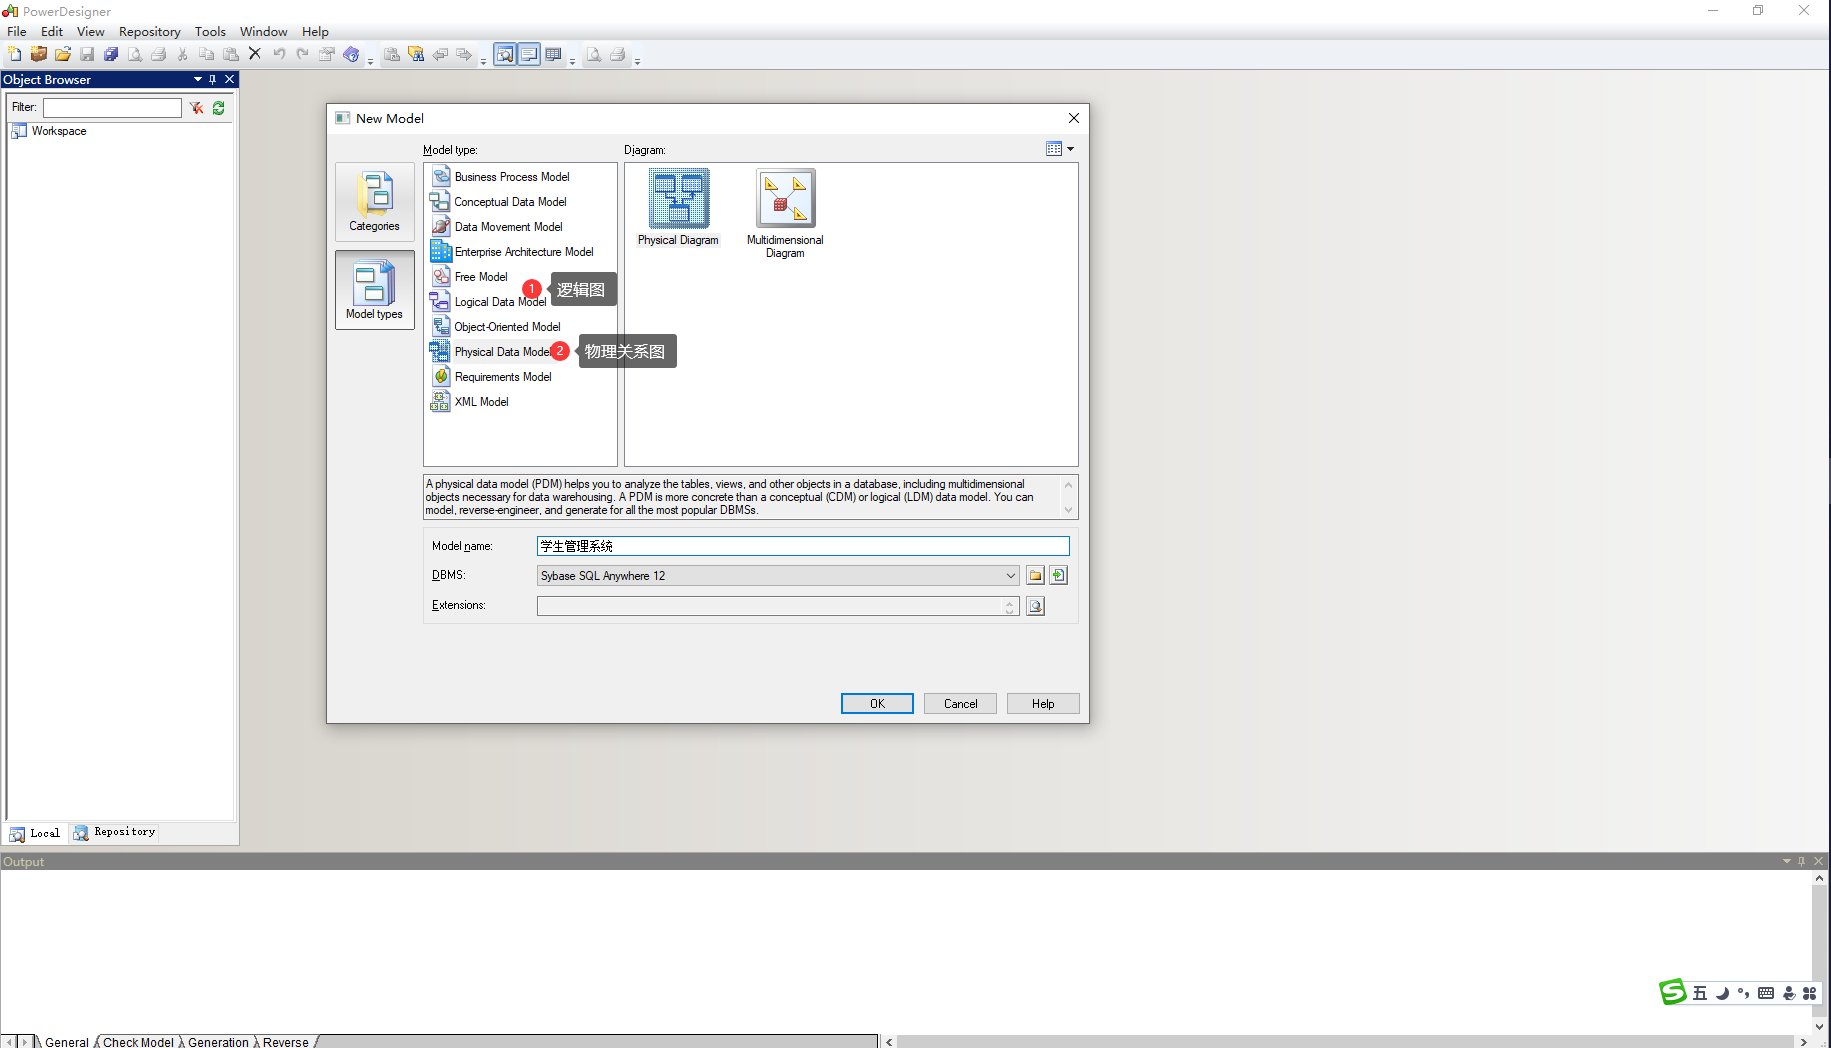 PowerDesigner
File Edit View Repository Tools Window Help
Object Browser
Filter:
Workspace
Local Repository
New Model
Model type:
Diagram:
Categories
Model types
Business Process Model
Conceptual Data Model
Data Movement Model
Enterprise Architecture Model
Free Model
Logical Data Model
1 逻辑图
Object-Oriented Model
Physical Data Model
2 物理关系图
Requirements Model
XML Model
Physical Diagram
Multidimensional
Diagram
A physical data model (PDM) helps you to analyze the tables, views, and other objects in a database, including multidimensional
objects necessary for data warehousing. A PDM is more concrete than a conceptual (CDM) or logical (LDM) data model. You can
model, reverse-engineer, and generate for all the most popular DBMSs.
Model name: 学生管理系统
DBMS: Sybase SQL Anywhere 12
Extensions:
OK Cancel Help
Output
S 五
General Check Model Generation Reverse